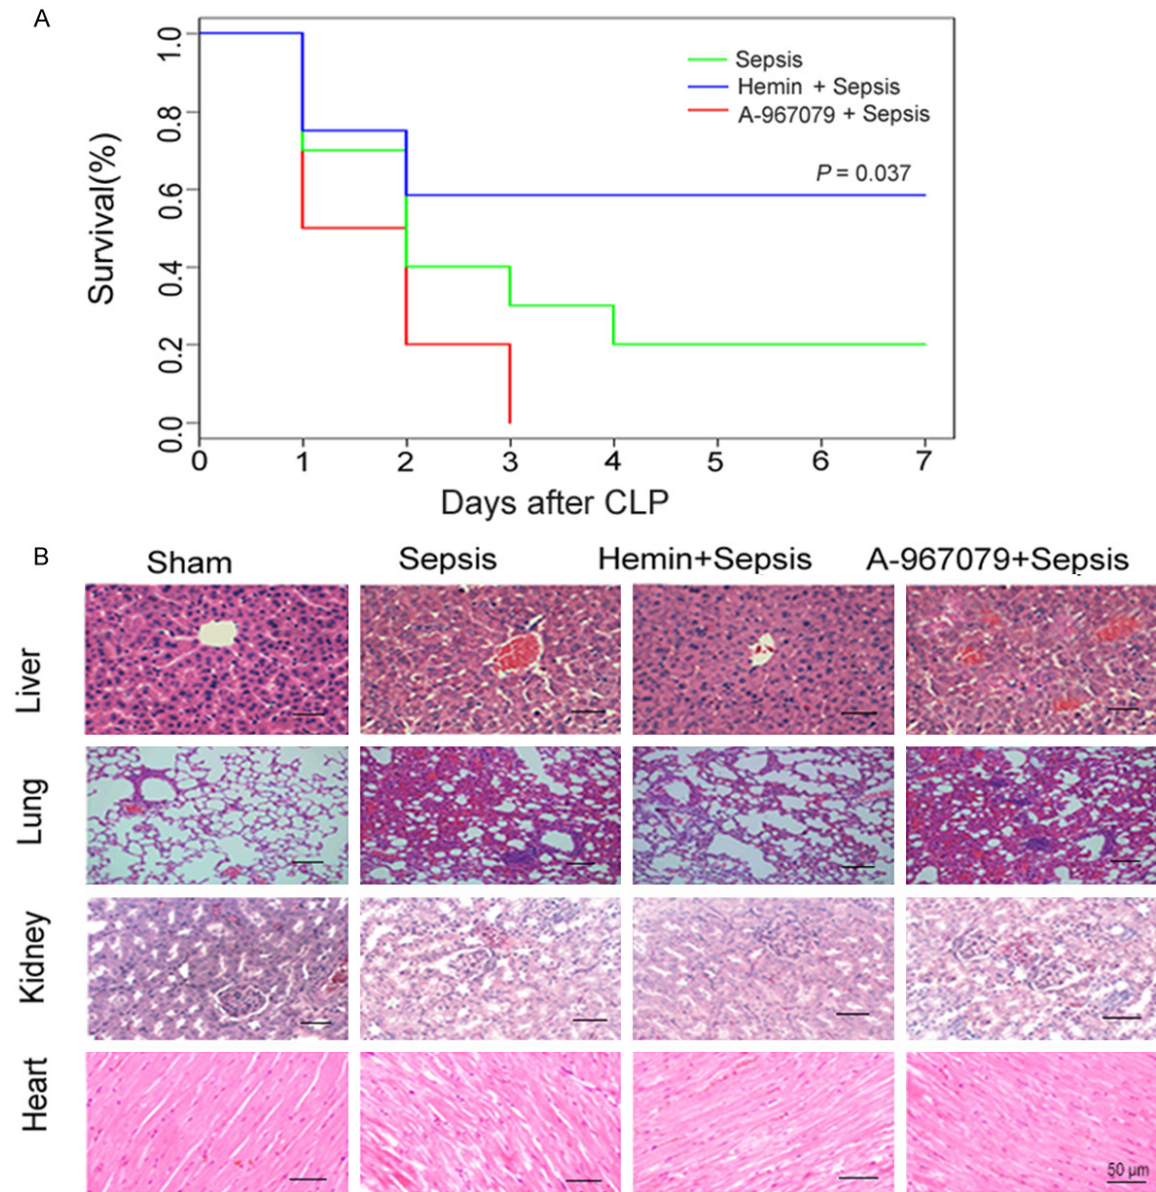 A
1.0
0.8
0.6
0.4
0.2
0.0
Survival(%)
Sepsis
Hemin + Sepsis
A-967079 + Sepsis
P = 0.037
0 1 2 3 4 5 6 7
Days after CLP
B
Sham Sepsis Hemin+Sepsis A-967079+Sepsis
Liver
Lung
Kidney
Heart
50 µm